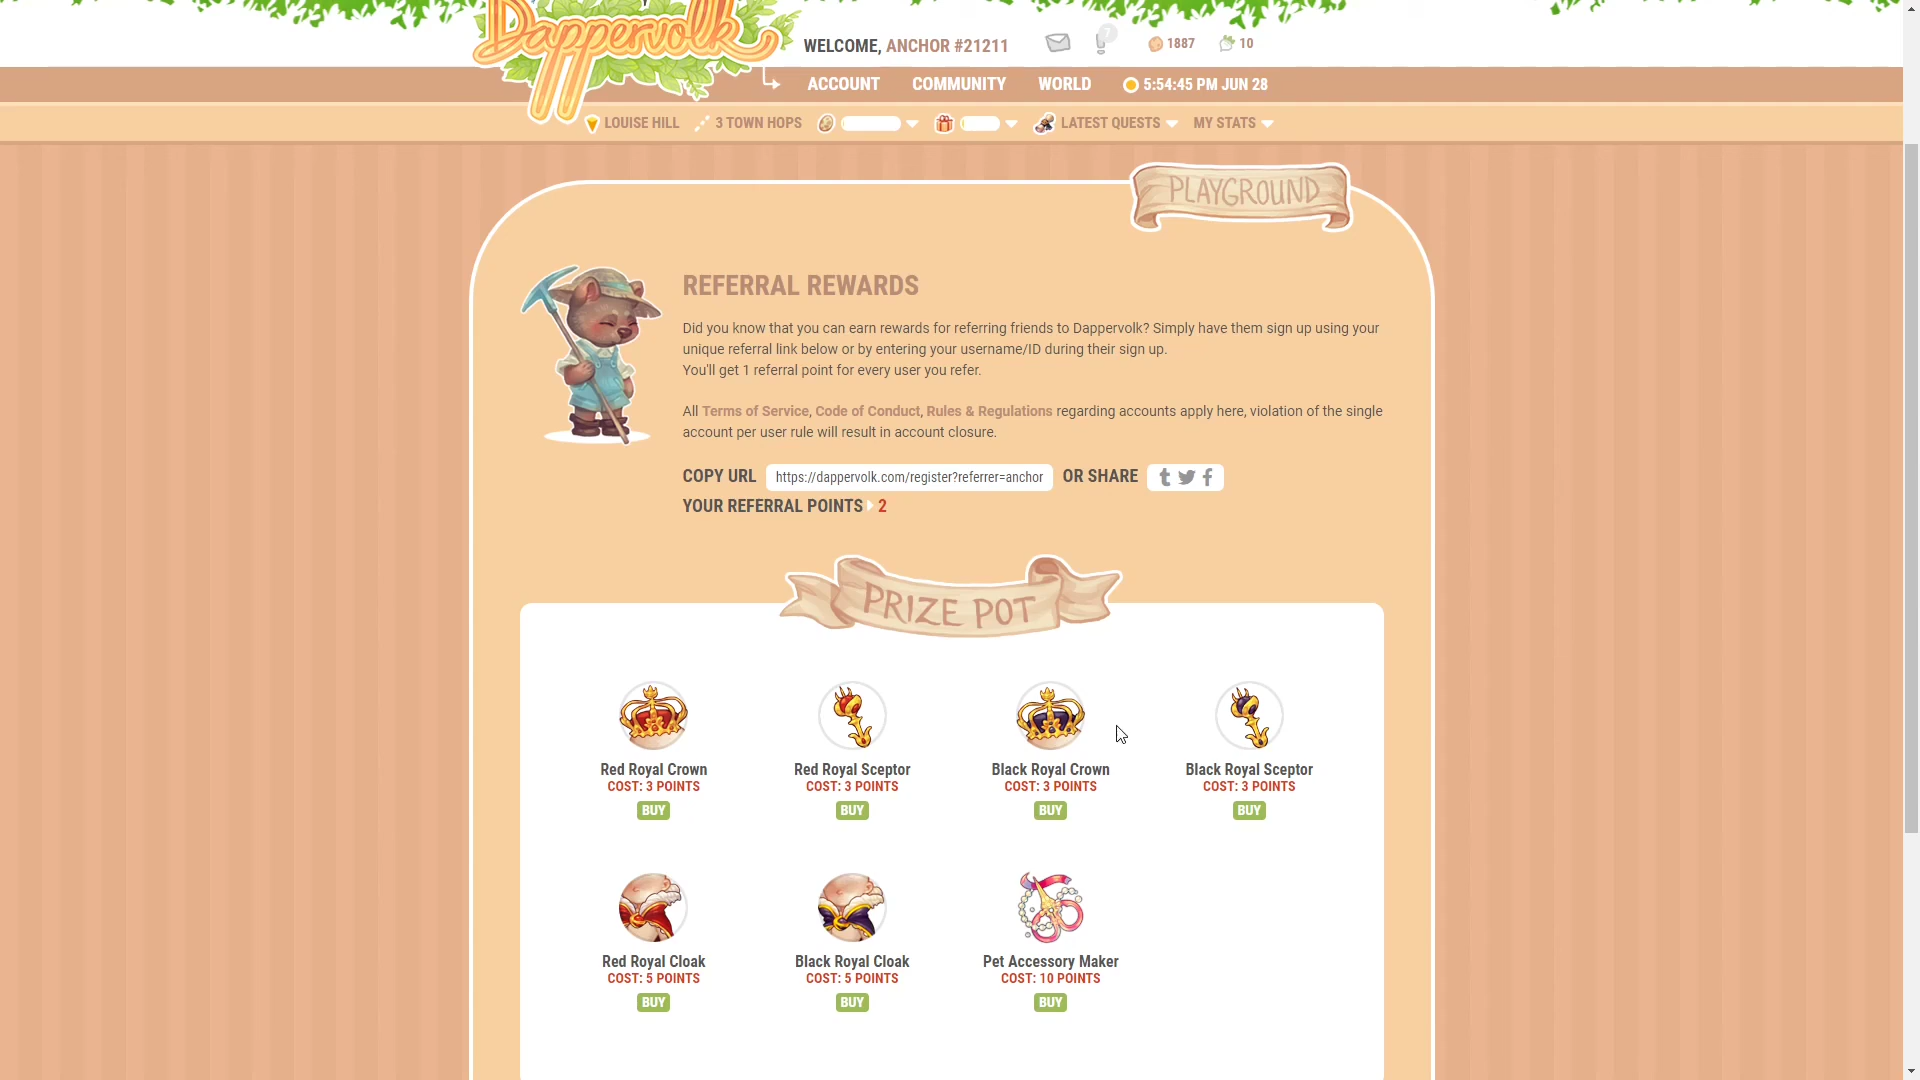 Dappervolk
WELCOME, ANCHOR #21211
7
1887
10
ACCOUNT
COMMUNITY
WORLD
5:54:45 PM JUN 28
LOUISE HILL
3 TOWN HOPS
LATEST QUESTS
MY STATS
PLAYGROUND
REFERRAL REWARDS
Did you know that you can earn rewards for referring friends to Dappervolk? Simply have them sign up using your
unique referral link below or by entering your username/ID during their sign up.
You'll get 1 referral point for every user you refer.
All Terms of Service, Code of Conduct, Rules & Regulations regarding accounts apply here, violation of the single
account per user rule will result in account closure.
COPY URL https://dappervolk.com/register?referrer=anchor OR SHARE
YOUR REFERRAL POINTS 2
PRIZE POT
Red Royal Crown
COST: 3 POINTS
BUY
Red Royal Sceptor
COST: 3 POINTS
BUY
Black Royal Crown
COST: 3 POINTS
BUY
Black Royal Sceptor
COST: 3 POINTS
BUY
Red Royal Cloak
COST: 5 POINTS
BUY
Black Royal Cloak
COST: 5 POINTS
BUY
Pet Accessory Maker
COST: 10 POINTS
BUY